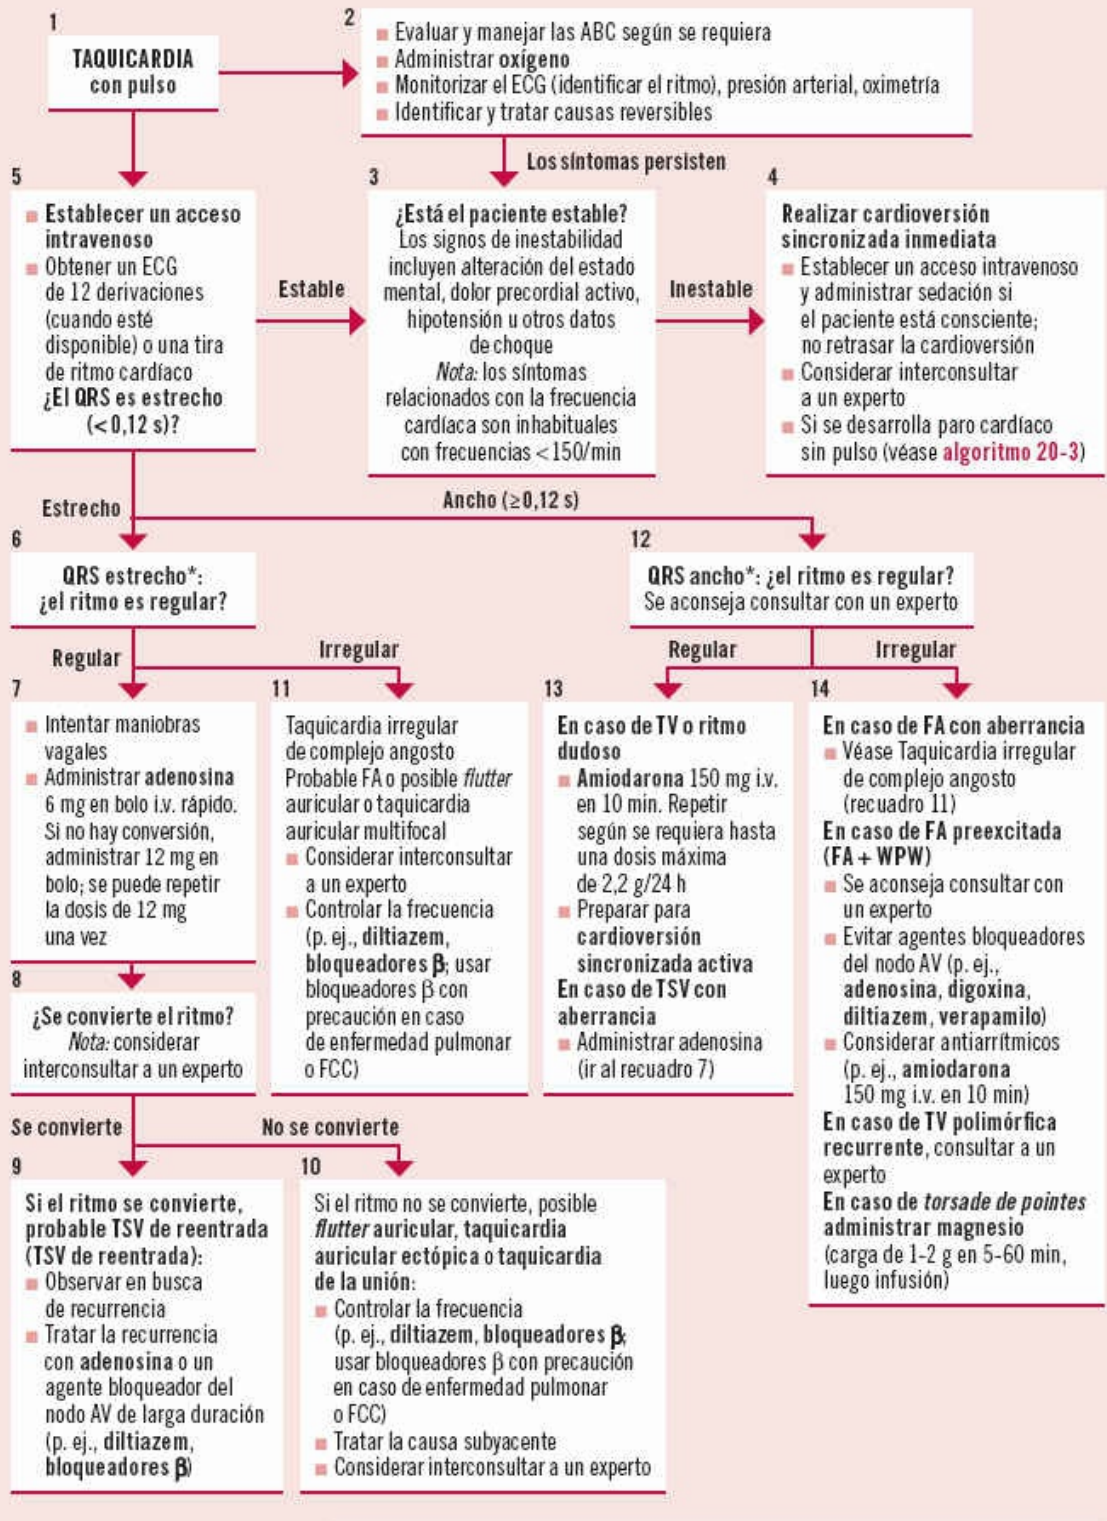 1
TAQUICARDIA
con pulso
2
Evaluar y manejar las ABC según se requiera
Administrar oxígeno
Monitorizar el ECG (identificar el ritmo), presión arterial, oximetría
Identificar y tratar causas reversibles
Los síntomas persisten
5
Establecer un acceso
intravenoso
Obtener un ECG
de 12 derivaciones
(cuando esté
disponible) o una tira
de ritmo cardíaco
¿El QRS es estrecho
(<0,12 s)?
Estable
3
¿Está el paciente estable?
Los signos de inestabilidad
incluyen alteración del estado
mental, dolor precordial activo,
hipotensión u otros datos
de choque
Nota: los síntomas
relacionados con la frecuencia
cardíaca son inhabituales
con frecuencias <150/min
Inestable
4
Realizar cardioversión
sincronizada inmediata
Establecer un acceso intravenoso
y administrar sedación si
el paciente está consciente;
no retrasar la cardioversión
Considerar interconsultar
a un experto
Si se desarrolla paro cardíaco
sin pulso (véase algoritmo 20-3)
Estrecho
Ancho (≥0,12 s)
6
QRS estrecho*:
¿el ritmo es regular?
12
QRS ancho*: ¿el ritmo es regular?
Se aconseja consultar con un experto
Regular
Irregular
Regular
Irregular
7
Intentar maniobras
vagales
Administrar adenosina
6 mg en bolo i.v. rápido.
Si no hay conversión,
administrar 12 mg en
bolo; se puede repetir
la dosis de 12 mg
una vez
11
Taquicardia irregular
de complejo angosto
Probable FA o posible flutter
auricular o taquicardia
auricular multifocal
Considerar interconsultar
a un experto
Controlar la frecuencia
(p. ej., diltiazem,
bloqueadores β; usar
bloqueadores β con
precaución en caso
de enfermedad pulmonar
o FCC)
13
En caso de TV o ritmo
dudoso
Amiodarona 150 mg i.v.
en 10 min. Repetir
según se requiera hasta
una dosis máxima
de 2,2 g/24 h
Preparar para
cardioversión
sincronizada activa
En caso de TSV con
aberrancia
Administrar adenosina
(ir al recuadro 7)
14
En caso de FA con aberrancia
Véase Taquicardia irregular
de complejo angosto
(recuadro 11)
En caso de FA preexcitada
(FA + WPW)
Se aconseja consultar con
un experto
Evitar agentes bloqueadores
del nodo AV (p. ej.,
adenosina, digoxina,
diltiazem, verapamilo)
Considerar antiarrítmicos
(p. ej., amiodarona
150 mg i.v. en 10 min)
En caso de TV polimórfica
recurrente, consultar a un
experto
En caso de torsade de pointes
administrar magnesio
(carga de 1-2 g en 5-60 min,
luego infusión)
8
¿Se convierte el ritmo?
Nota: considerar
interconsultar a un experto
Se convierte
No se convierte
9
Si el ritmo se convierte,
probable TSV de reentrada
(TSV de reentrada):
Observar en busca
de recurrencia
Tratar la recurrencia
con adenosina o un
agente bloqueador del
nodo AV de larga duración
(p. ej., diltiazem,
bloqueadores β)
10
Si el ritmo no se convierte, posible
flutter auricular, taquicardia
auricular ectópica o taquicardia
de la unión:
Controlar la frecuencia
(p. ej., diltiazem, bloqueadores β;
usar bloqueadores β con precaución
en caso de enfermedad pulmonar
o FCC)
Tratar la causa subyacente
Considerar interconsultar a un experto